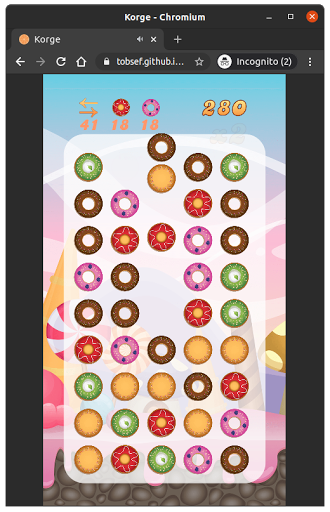 Korge - Chromium
Korge
tobsef.github.i...
Incognito (2)
280
41 18 18